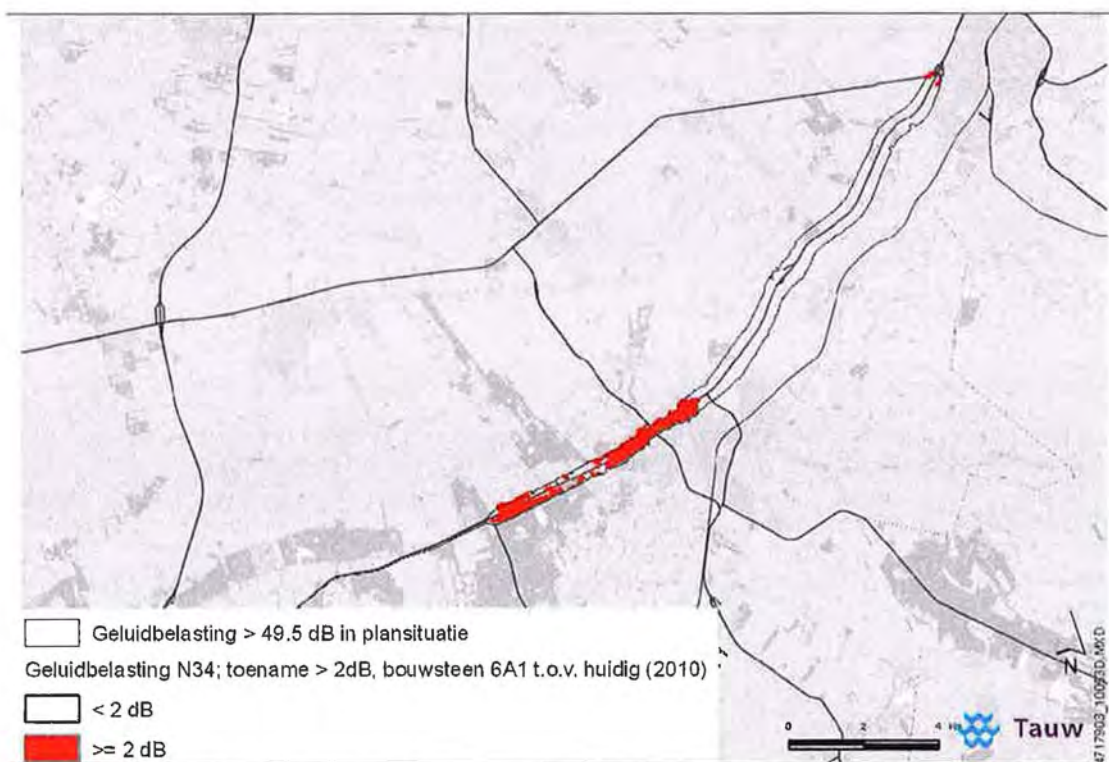 Geluidbelasting > 49.5 dB in plansituatie
Geluidbelasting N34; toename > 2dB, bouwsteen 6A1 t.o.v. huidig (2010)
< 2 dB
>= 2 dB
N
0 2 4
Tauw